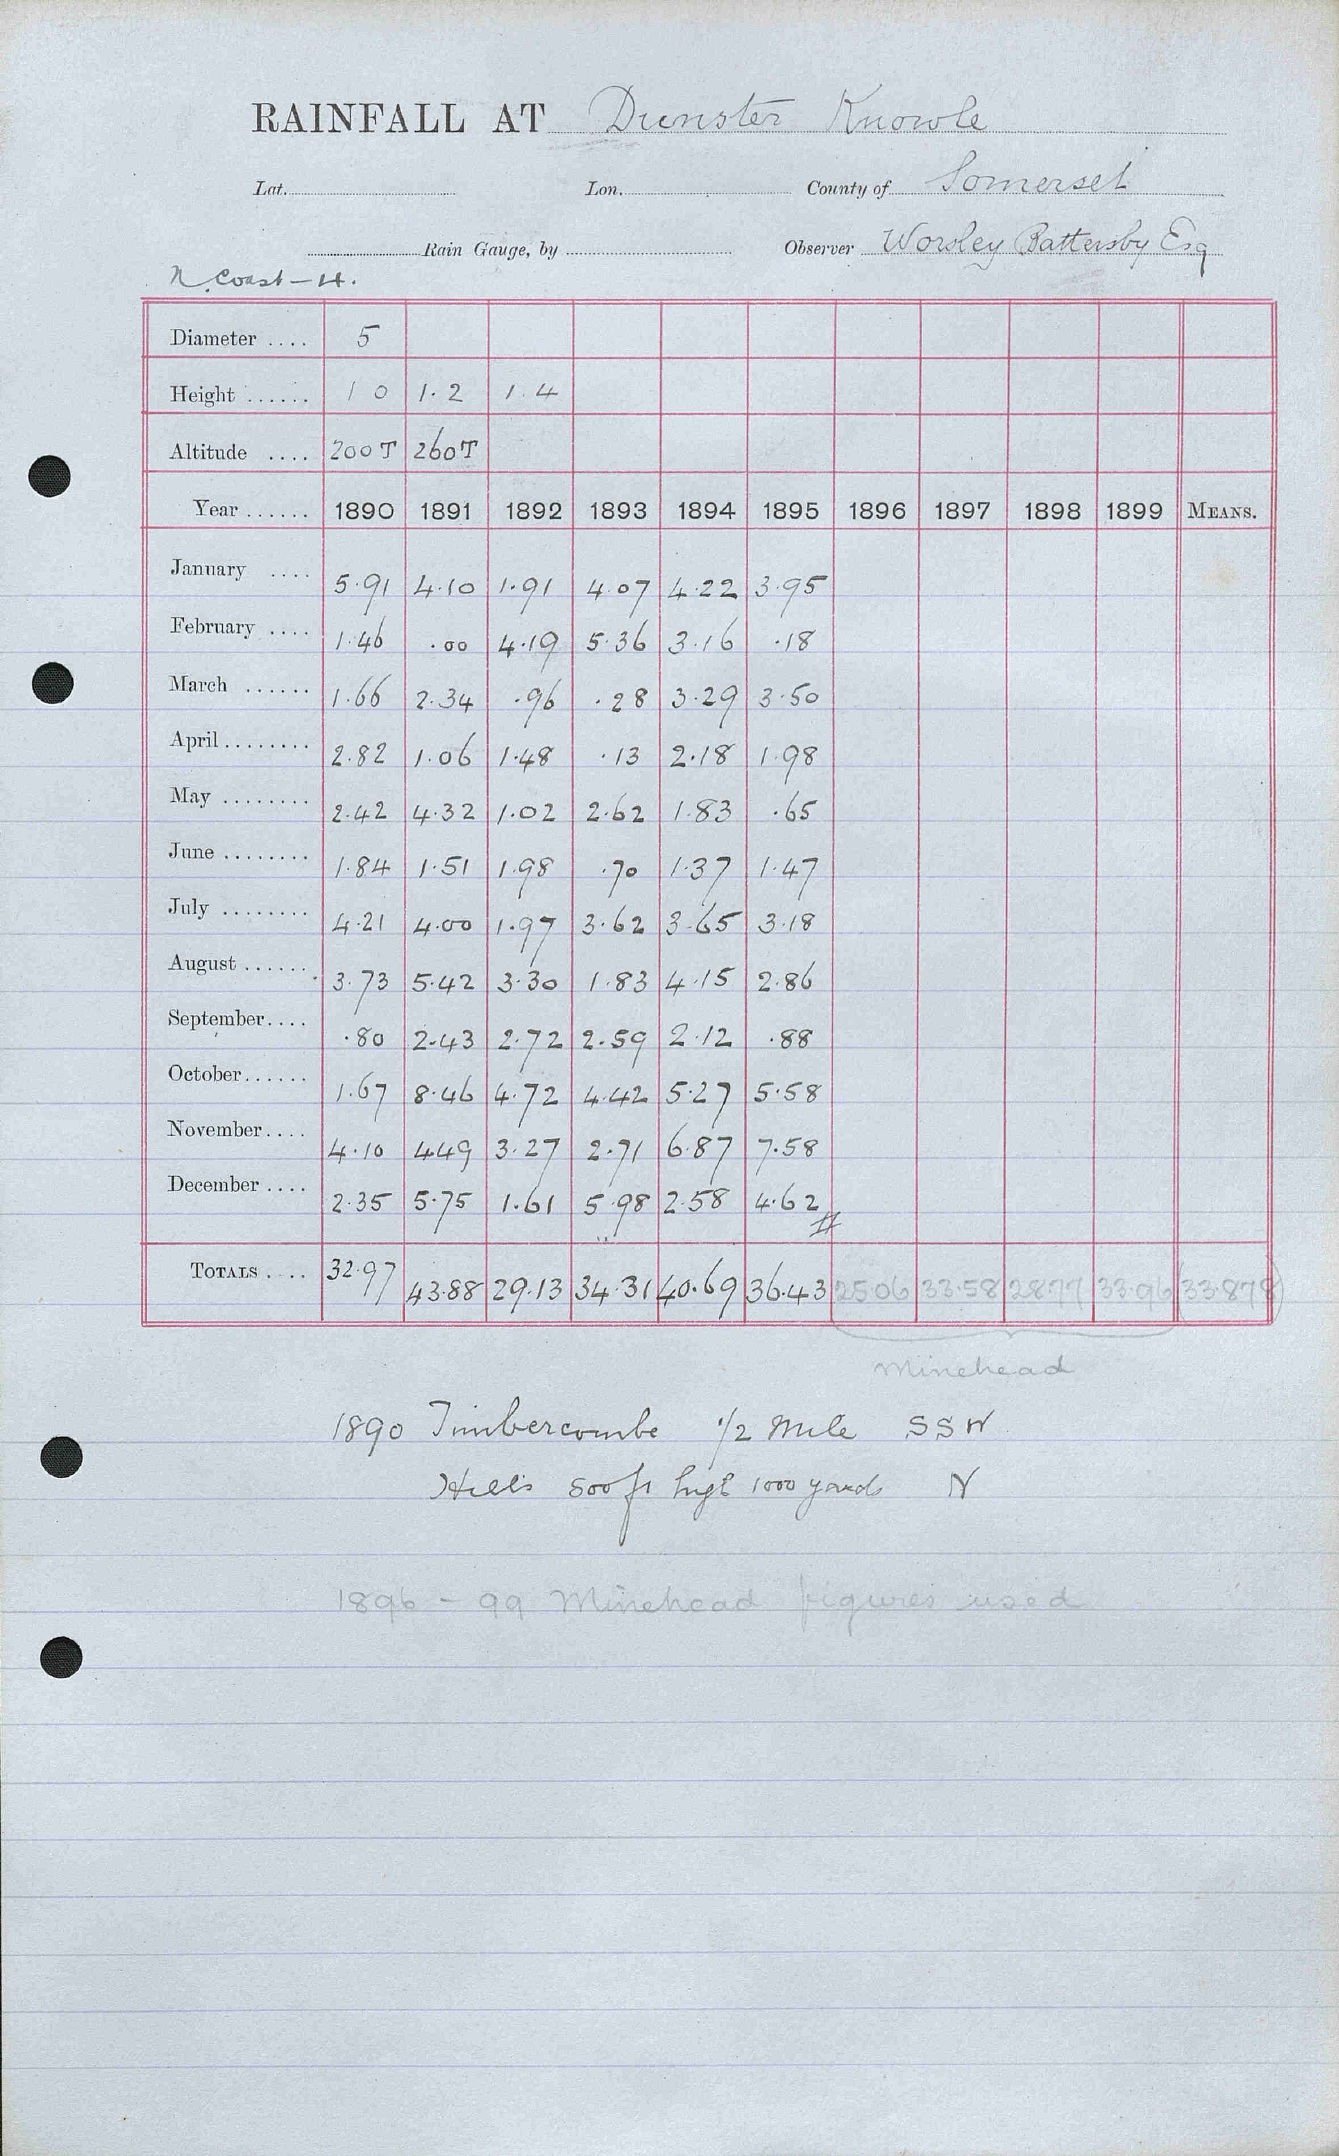 RAINFALL AT Dunster Knowle
Lat. Lon. County of Somerset
Rain Gauge, by Observer Worsley Battersby Esq
N. Coast – H.
Diameter .... 5
Height ...... 1 0 1.2 1.4
Altitude .... 200T 260T
Year ...... 1890 1891 1892 1893 1894 1895 1896 1897 1898 1899 MEANS.
January .... 5.91 4.10 1.91 4.07 4.22 3.95
February .... 1.46 .00 4.19 5.36 3.16 .18
March ...... 1.66 2.34 .96 .28 3.29 3.50
April ........ 2.82 1.06 1.48 .13 2.18 1.98
May ........ 2.42 4.32 1.02 2.62 1.83 .65
June ........ 1.84 1.51 1.98 .70 1.37 1.47
July ........ 4.21 4.00 1.97 3.62 3.65 3.18
August ...... 3.73 5.42 3.30 1.83 4.15 2.86
September.... .80 2.43 2.72 2.59 2.12 .88
October...... 1.67 8.46 4.72 4.42 5.27 5.58
November.... 4.10 4.49 3.27 2.71 6.87 7.58
December .... 2.35 5.75 1.61 5.98 2.58 4.62
TOTALS .... 32.97 43.88 29.13 34.31 40.69 36.43 25.06 33.58 28.77 33.96 (33.878)
Minehead
1890 Timbercombe 1/2 Mile SSW
Hills 500 ft high 1000 yards N
1896 - 99 Minehead figures used